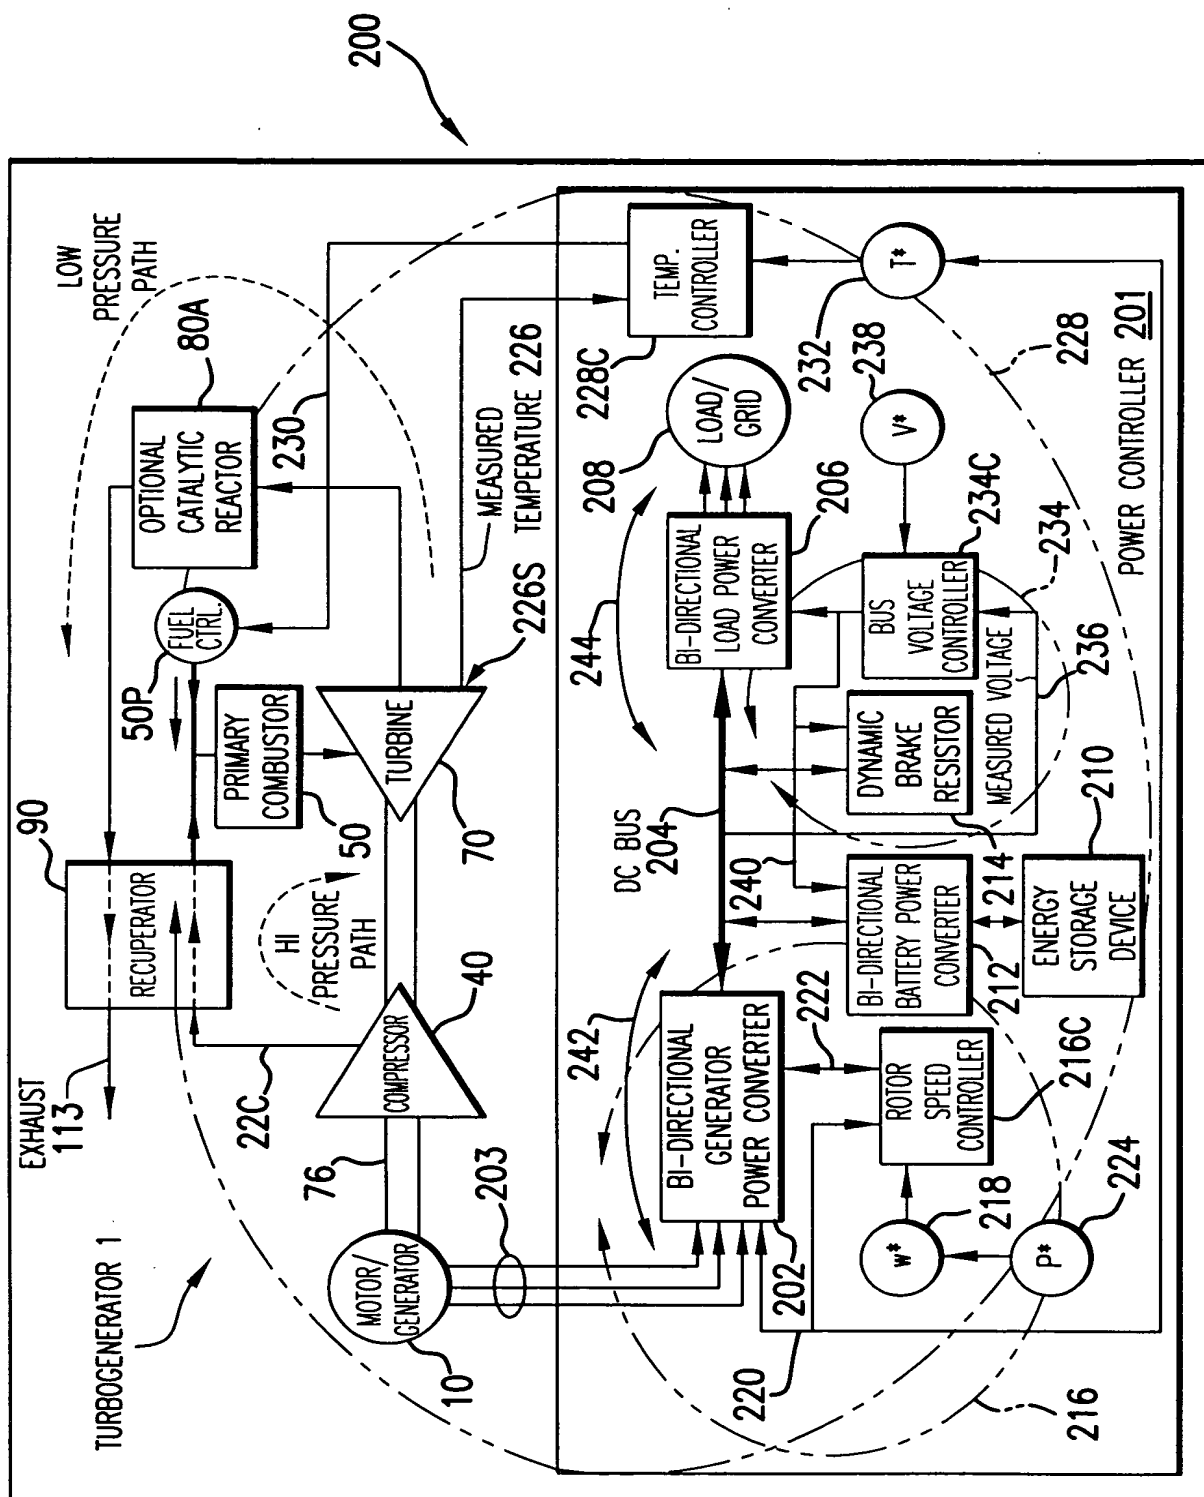 200
TURBOGENERATOR 1
EXHAUST
113
90
RECUPERATOR
22C
HI
PRESSURE
PATH
50P
FUEL
CTRL.
OPTIONAL
CATALYTIC
REACTOR
80A
LOW
PRESSURE
PATH
230
PRIMARY
COMBUSTOR
50
TURBINE
70
226S
MEASURED
TEMPERATURE 226
COMPRESSOR
40
76
MOTOR/
GENERATOR
10
203
242
BI-DIRECTIONAL
GENERATOR
POWER CONVERTER
202
220
222
DC BUS
204
240
244
BI-DIRECTIONAL
LOAD POWER
CONVERTER
206
208
LOAD/
GRID
TEMP.
CONTROLLER
228C
T*
232
V*
238
BUS
VOLTAGE
CONTROLLER
234C
234
MEASURED VOLTAGE
236
DYNAMIC
BRAKE
RESISTOR
214
BI-DIRECTIONAL
BATTERY POWER
CONVERTER
212
ENERGY
STORAGE
DEVICE
210
ROTOR
SPEED
CONTROLLER
216C
w*
218
P*
224
216
228
POWER CONTROLLER 201